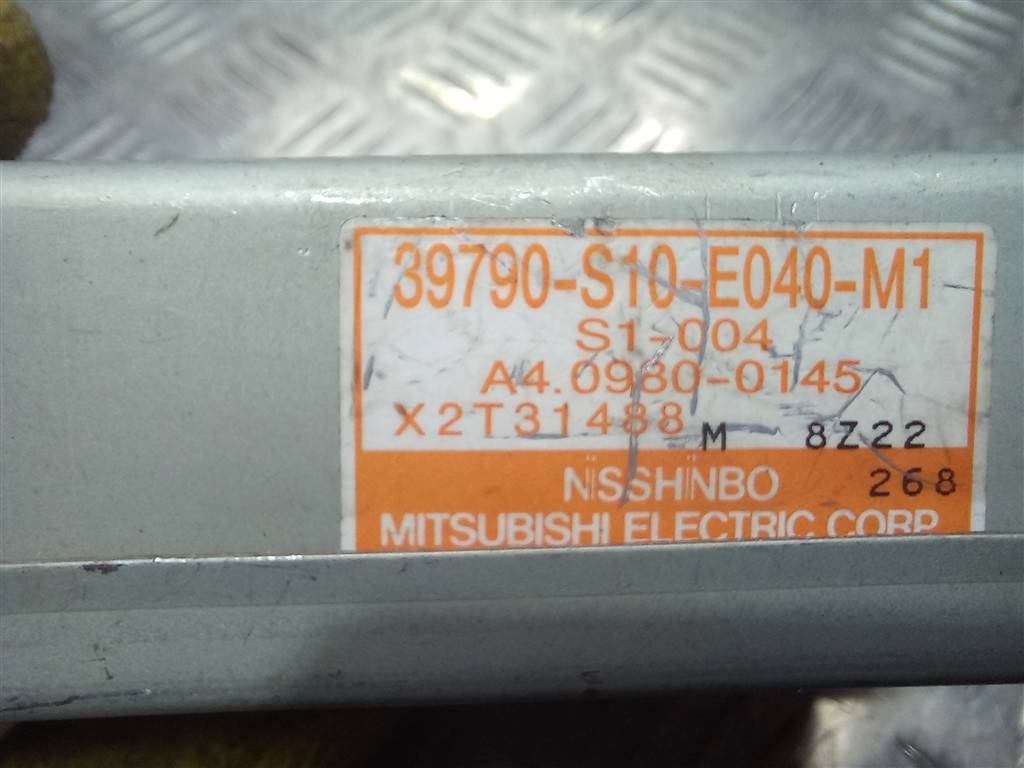 39790-S10-E040-M1
S1-004
A4.0980-0145
X2T31488 M 8Z22
NISSHINBO 268
MITSUBISHI ELECTRIC CORP.